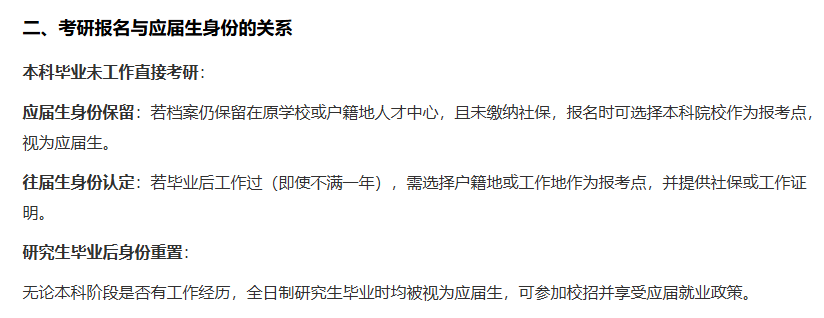 二、考研报名与应届生身份的关系
本科毕业未工作直接考研：
应届生身份保留：若档案仍保留在原学校或户籍地人才中心，且未缴纳社保，报名时可选择本科院校作为报考点，
视为应届生。
往届生身份认定：若毕业后工作过（即使不满一年），需选择户籍地或工作地作为报考点，并提供社保或工作证
明。
研究生毕业后身份重置：
无论本科阶段是否有工作经历，全日制研究生毕业时均被视为应届生，可参加校招并享受应届就业政策。